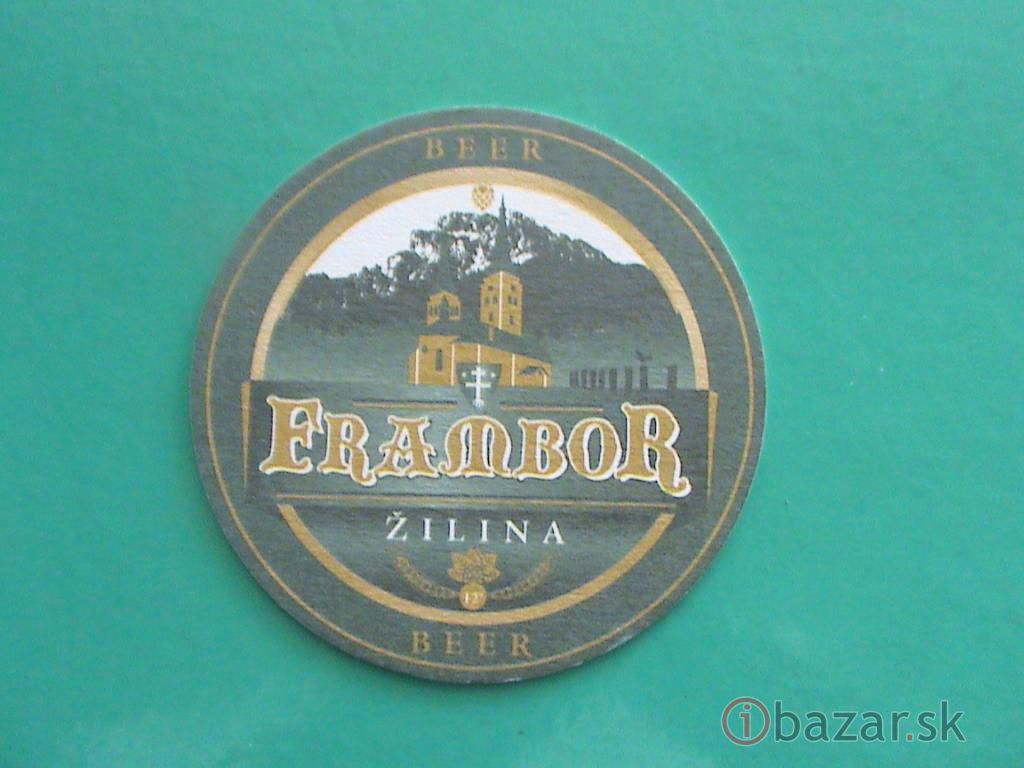 BEER
FRAMBOR
ŽILINA
12°
BEER
ibazar.sk